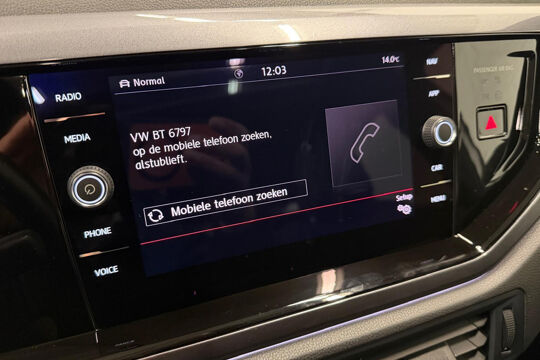 RADIO
MEDIA
PHONE
VOICE
Normal
12:03
14.0°C
VW BT 6797
op de mobiele telefoon zoeken,
alstublieft.
Mobiele telefoon zoeken
Setup
NAV
APP
CAR
MENU
PASSENGER AIR BAG